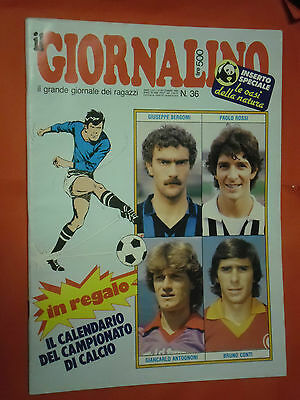 il GIORNALINO
lire 500
il grande giornale dei ragazzi
N. 36
INSERTO
SPECIALE
le oasi
della natura
GIUSEPPE BERGOMI
PAOLO ROSSI
in regalo
IL CALENDARIO
DEL CAMPIONATO
DI CALCIO
GIANCARLO ANTOGNONI
BRUNO CONTI